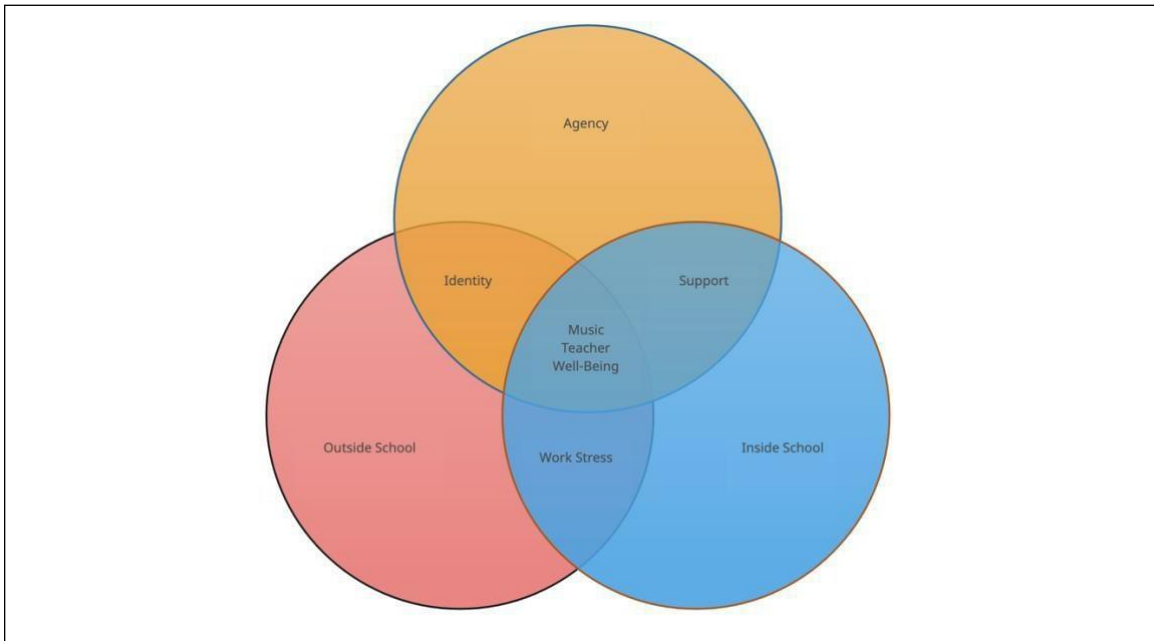 Agency
Identity
Support
Music
Teacher
Well-Being
Outside School
Inside School
Work Stress